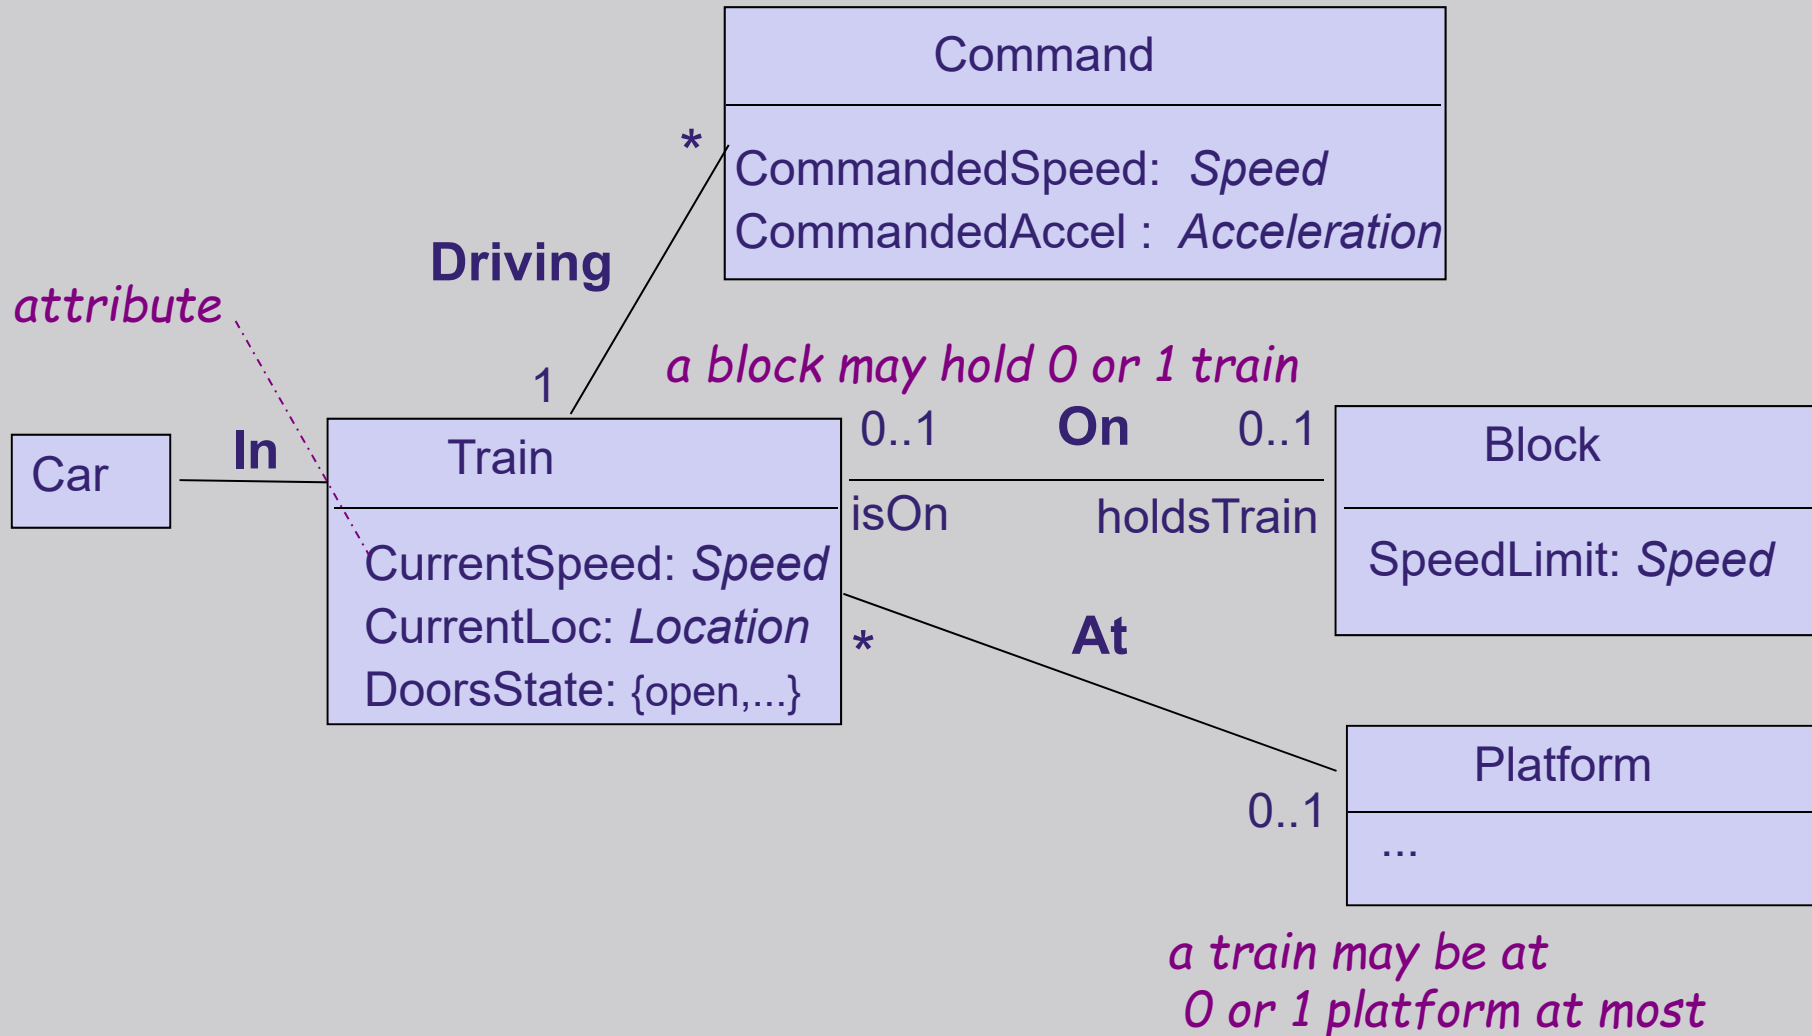 Command
*
CommandedSpeed: Speed
CommandedAccel : Acceleration
Driving
attribute
a block may hold 0 or 1 train
1
0..1 On 0..1
In
Car
Train
Block
isOn holdsTrain
CurrentSpeed: Speed
SpeedLimit: Speed
CurrentLoc: Location
*
At
DoorsState: {open,...}
Platform
0..1
...
a train may be at
0 or 1 platform at most